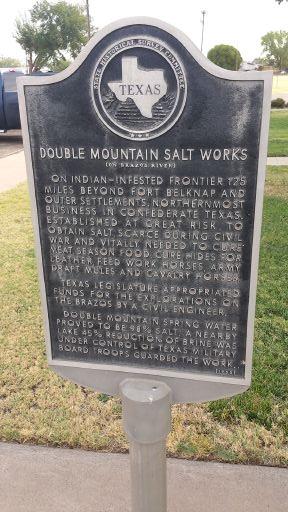 STATE HISTORICAL SURVEY COMMITTEE
TEXAS
DOUBLE MOUNTAIN SALT WORKS
(ON BRAZOS RIVER)
ON INDIAN-INFESTED FRONTIER 125
MILES BEYOND FORT BELKNAP AND
OUTER SETTLEMENTS. NORTHERNMOST
BUSINESS IN CONFEDERATE TEXAS.
ESTABLISHED AT GREAT RISK TO
OBTAIN SALT, SCARCE DURING CIVIL
WAR AND VITALLY NEEDED TO CURE
MEAT, SEASON FOOD, CURE HIDES FOR
LEATHER, FEED WORK HORSES, ARMY
DRAFT MULES AND CAVALRY HORSES.
TEXAS LEGISLATURE APPROPRIATED
FUNDS FOR THE EXPLORATIONS ON
THE BRAZOS BY A CIVIL ENGINEER.
DOUBLE MOUNTAIN SPRING WATER
PROVED TO BE 98% SALT; A NEARBY
LAKE 45%. REDUCTION OF BRINE WAS
UNDER CONTROL OF TEXAS MILITARY
BOARD. TROOPS GUARDED THE WORK.